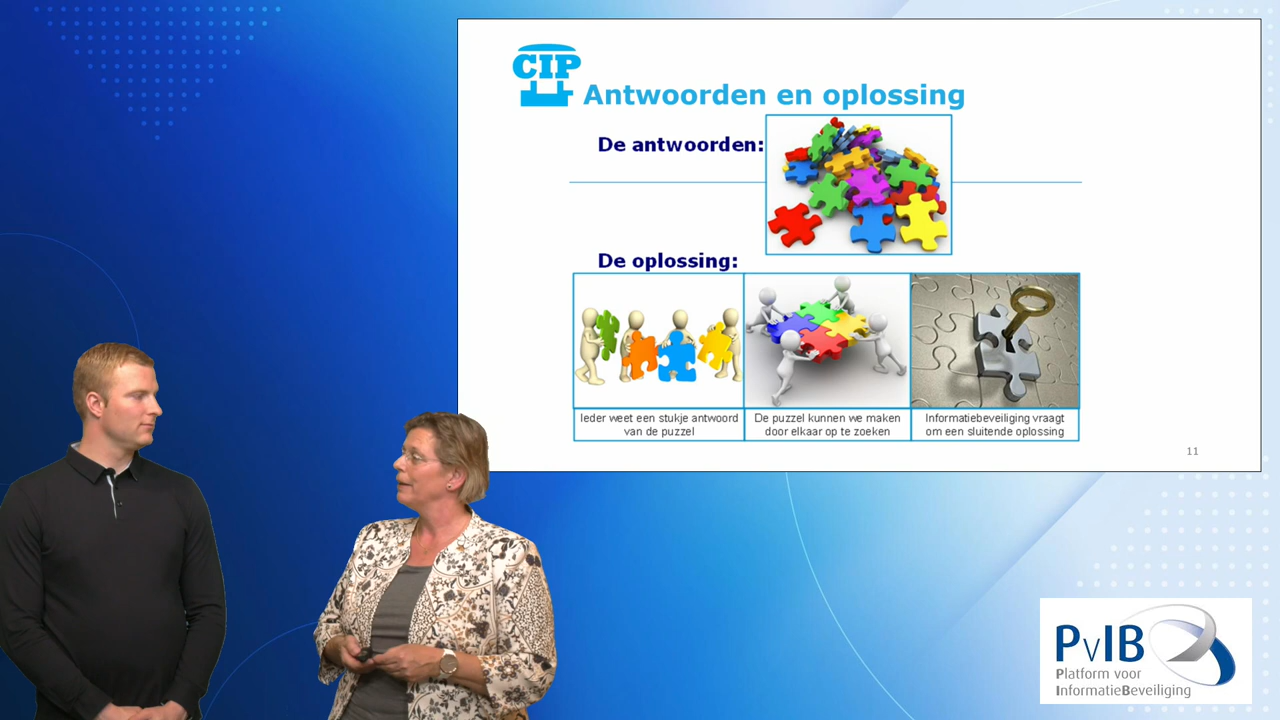 CIP
Antwoorden en oplossing
De antwoorden:
De oplossing:
Ieder weet een stukje antwoord
van de puzzel
De puzzel kunnen we maken
door elkaar op te zoeken
Informatiebeveiliging vraagt
om een sluitende oplossing
11
PvIB
Platform voor
InformatieBeveiliging